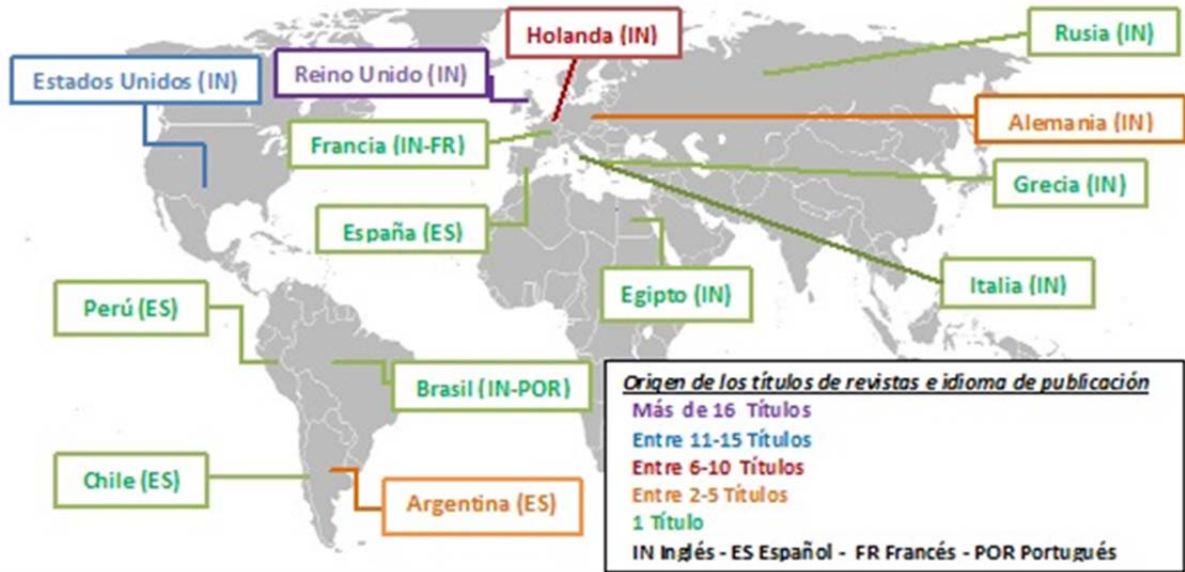 Holanda (IN)
Rusia (IN)
Estados Unidos (IN)
Reino Unido (IN)
Alemania (IN)
Francia (IN-FR)
Grecia (IN)
España (ES)
Egipto (IN)
Italia (IN)
Perú (ES)
Brasil (IN-POR)
Chile (ES)
Argentina (ES)
Origen de los títulos de revistas e idioma de publicación
Más de 16 Títulos
Entre 11-15 Títulos
Entre 6-10 Títulos
Entre 2-5 Títulos
1 Título
IN Inglés - ES Español - FR Francés - POR Portugués